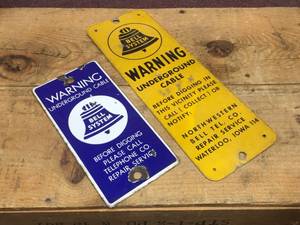 WARNING
UNDERGROUND CABLE
BELL
SYSTEM
BEFORE DIGGING
PLEASE CALL
TELEPHONE CO.
REPAIR SERVICE
BELL SYSTEM
WARNING
UNDERGROUND
CABLE
BEFORE DIGGING IN
THIS VICINITY PLEASE
CALL (COLLECT) OR
NOTIFY:
NORTHWESTERN
BELL TEL. CO.
REPAIR SERVICE
WATERLOO, IOWA 114